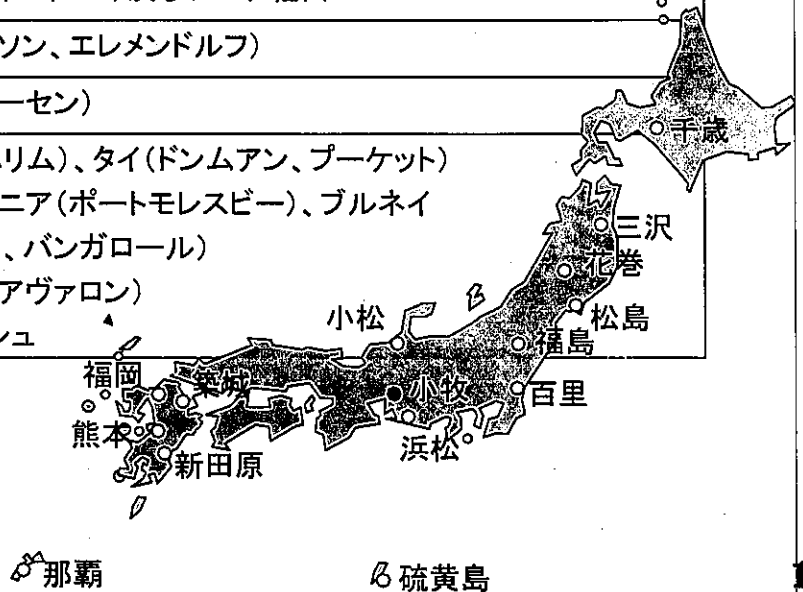 ソン、エレメンドルフ)
ーセン)
リム)、タイ(ドンムアン、プーケット)
ニア(ポートモレスビー)、ブルネイ
、バンガロール)
アヴァロン)
シュ
千歳
三沢
花巻
松島
小松
福島
福岡
築城
小牧
百里
熊本
浜松
新田原
那覇
硫黄島